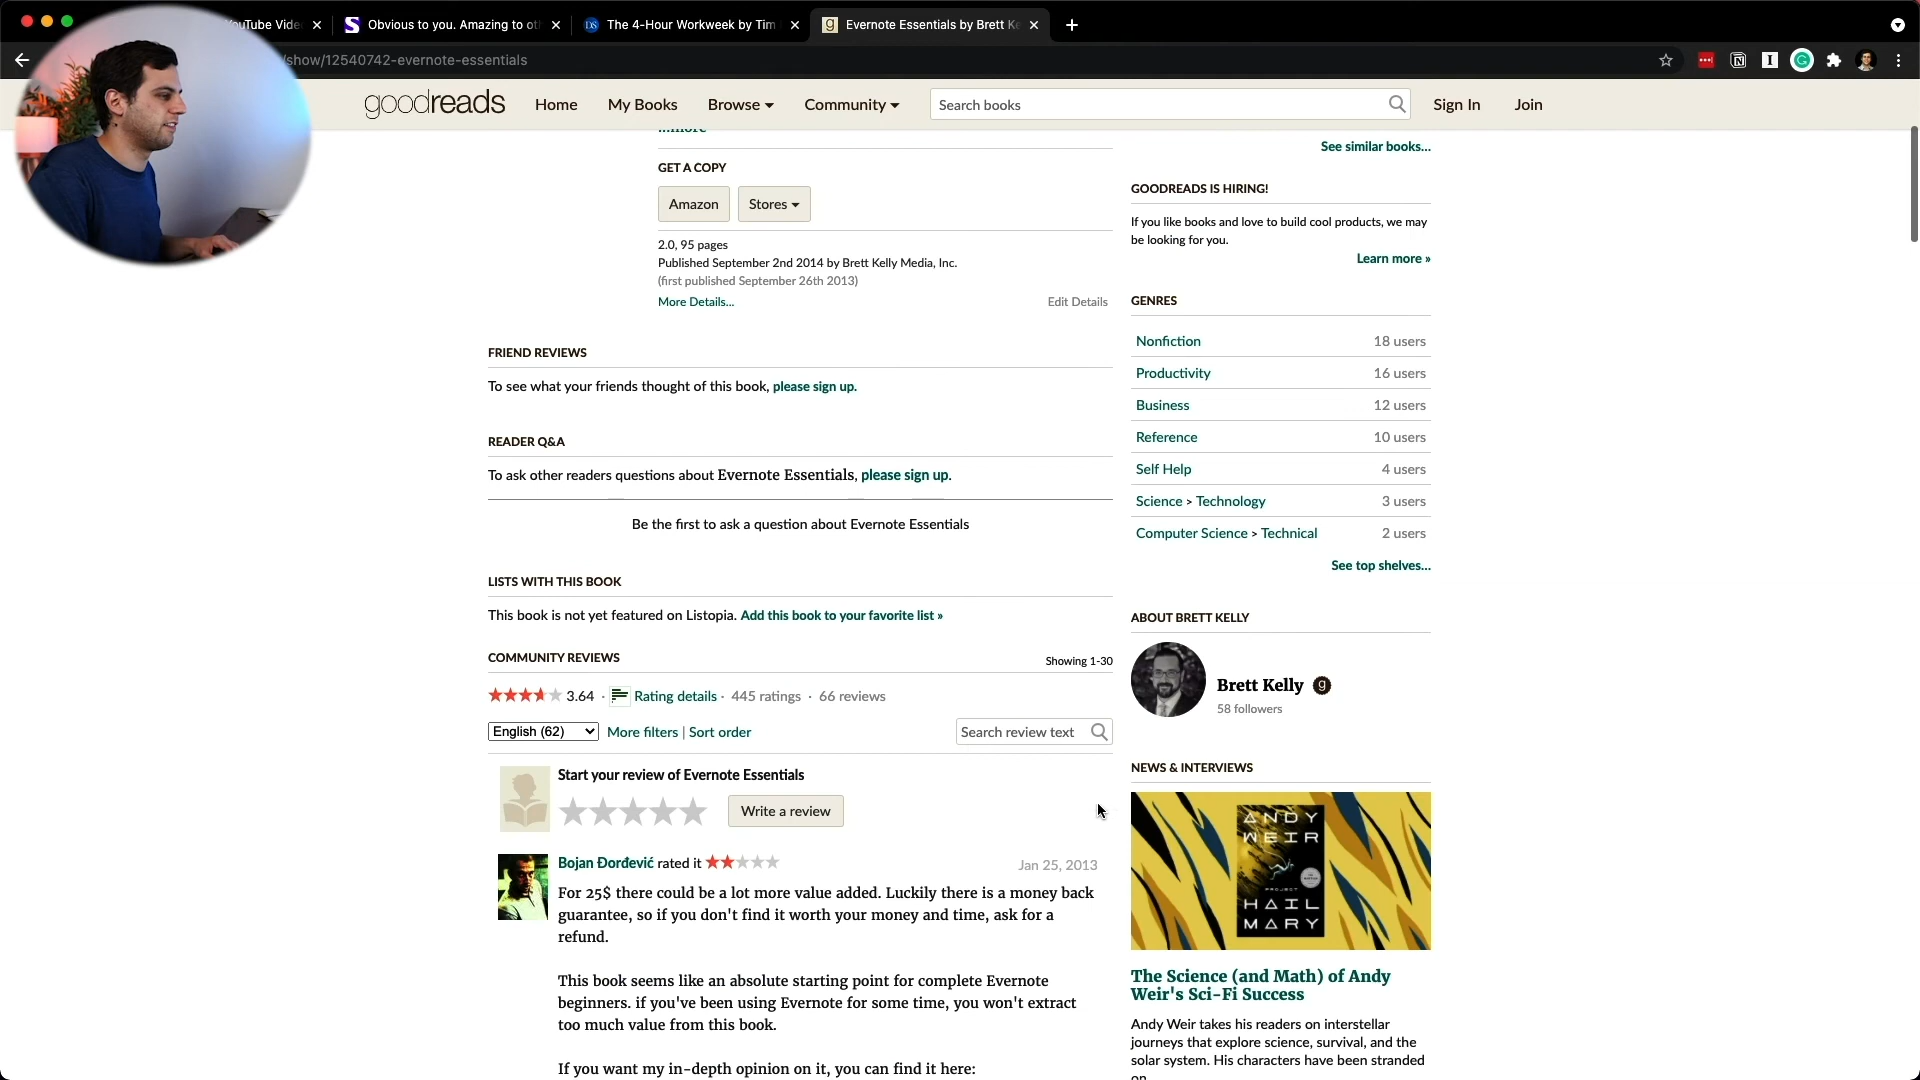 YouTube Vide
Obvious to you. Amazing to ot
The 4-Hour Workweek by Tim
Evernote Essentials by Brett Ke
/show/12540742-evernote-essentials
goodreads
Home
My Books
Browse
Community
Search books
Sign In
Join
...more
GET A COPY
Amazon
Stores
2.0, 95 pages
Published September 2nd 2014 by Brett Kelly Media, Inc.
(first published September 26th 2013)
More Details...
Edit Details
FRIEND REVIEWS
To see what your friends thought of this book, please sign up.
READER Q&A
To ask other readers questions about Evernote Essentials, please sign up.
Be the first to ask a question about Evernote Essentials
LISTS WITH THIS BOOK
This book is not yet featured on Listopia. Add this book to your favorite list »
COMMUNITY REVIEWS
Showing 1-30
3.64 · Rating details · 445 ratings · 66 reviews
English (62)
More filters | Sort order
Search review text
Start your review of Evernote Essentials
Write a review
Bojan Đorđević rated it
Jan 25, 2013
For 25$ there could be a lot more value added. Luckily there is a money back
guarantee, so if you don't find it worth your money and time, ask for a
refund.
This book seems like an absolute starting point for complete Evernote
beginners. if you've been using Evernote for some time, you won't extract
too much value from this book.
If you want my in-depth opinion on it, you can find it here:
See similar books...
GOODREADS IS HIRING!
If you like books and love to build cool products, we may
be looking for you.
Learn more »
GENRES
Nonfiction 18 users
Productivity 16 users
Business 12 users
Reference 10 users
Self Help 4 users
Science > Technology 3 users
Computer Science > Technical 2 users
See top shelves...
ABOUT BRETT KELLY
Brett Kelly
58 followers
NEWS & INTERVIEWS
ANDY
WEIR
PROJECT
HAIL
MARY
The Science (and Math) of Andy
Weir's Sci-Fi Success
Andy Weir takes his readers on interstellar
journeys that explore science, survival, and the
solar system. His characters have been stranded
on